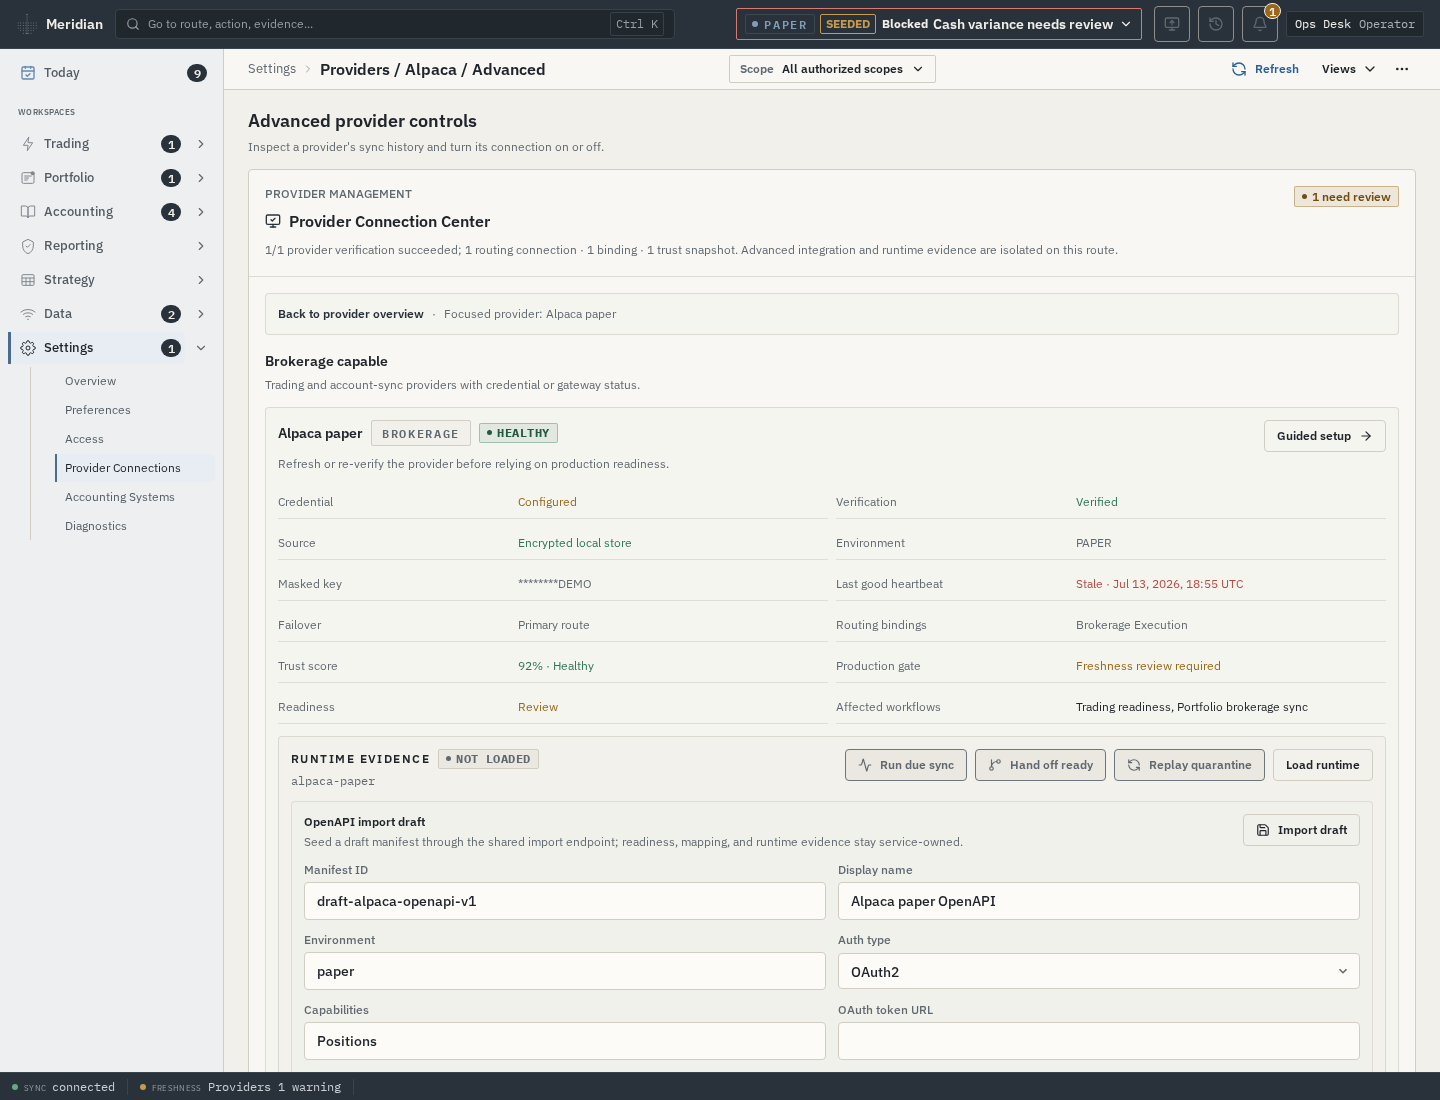 Meridian
Go to route, action, evidence...
Ctrl K
PAPER
SEEDED
Blocked Cash variance needs review
1
Ops Desk Operator
Today
9
WORKSPACES
Trading
1
Portfolio
1
Accounting
4
Reporting
Strategy
Data
2
Settings
1
Overview
Preferences
Access
Provider Connections
Accounting Systems
Diagnostics
Settings
Providers / Alpaca / Advanced
Scope All authorized scopes
Refresh
Views
Advanced provider controls
Inspect a provider's sync history and turn its connection on or off.
PROVIDER MANAGEMENT
1 need review
Provider Connection Center
1/1 provider verification succeeded; 1 routing connection · 1 binding · 1 trust snapshot. Advanced integration and runtime evidence are isolated on this route.
Back to provider overview · Focused provider: Alpaca paper
Brokerage capable
Trading and account-sync providers with credential or gateway status.
Alpaca paper
BROKERAGE
HEALTHY
Guided setup
Refresh or re-verify the provider before relying on production readiness.
Credential
Configured
Verification
Verified
Source
Encrypted local store
Environment
PAPER
Masked key
********DEMO
Last good heartbeat
Stale · Jul 13, 2026, 18:55 UTC
Failover
Primary route
Routing bindings
Brokerage Execution
Trust score
92% · Healthy
Production gate
Freshness review required
Readiness
Review
Affected workflows
Trading readiness, Portfolio brokerage sync
RUNTIME EVIDENCE
NOT LOADED
alpaca-paper
Run due sync
Hand off ready
Replay quarantine
Load runtime
OpenAPI import draft
Seed a draft manifest through the shared import endpoint; readiness, mapping, and runtime evidence stay service-owned.
Import draft
Manifest ID
draft-alpaca-openapi-v1
Display name
Alpaca paper OpenAPI
Environment
paper
Auth type
OAuth2
Capabilities
Positions
OAuth token URL
SYNC connected
FRESHNESS Providers 1 warning